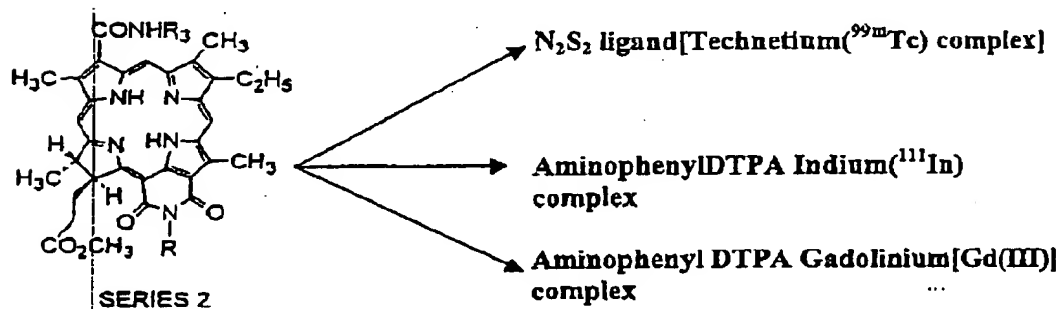 CONHR₃
CH₃
H₃C
C₂H₅
NH
N
N
HN
H
H₃C
H
CH₃
O
N
O
CO₂CH₃
R
SERIES 2
N₂S₂ ligand[Technetium(⁹⁹ᵐTc) complex]
AminophenylDTPA Indium(¹¹¹In)
complex
Aminophenyl DTPA Gadolinium[Gd(III)]
complex
...